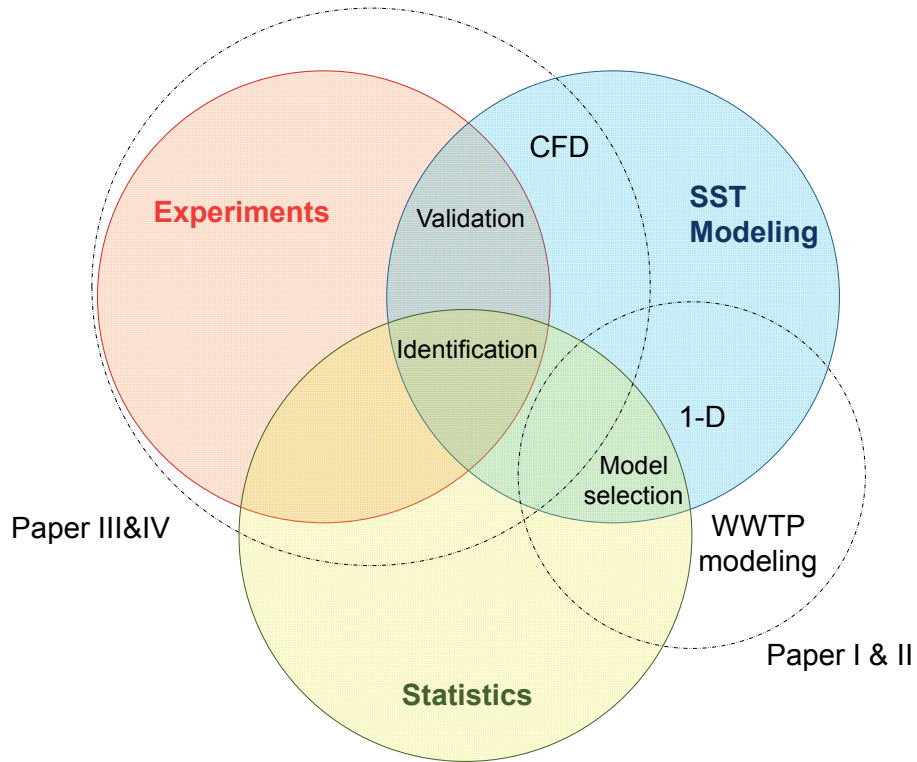 CFD
Experiments
SST
Modeling
Validation
Identification
1-D
Model
selection
Paper III&IV
WWTP
modeling
Paper I & II
Statistics